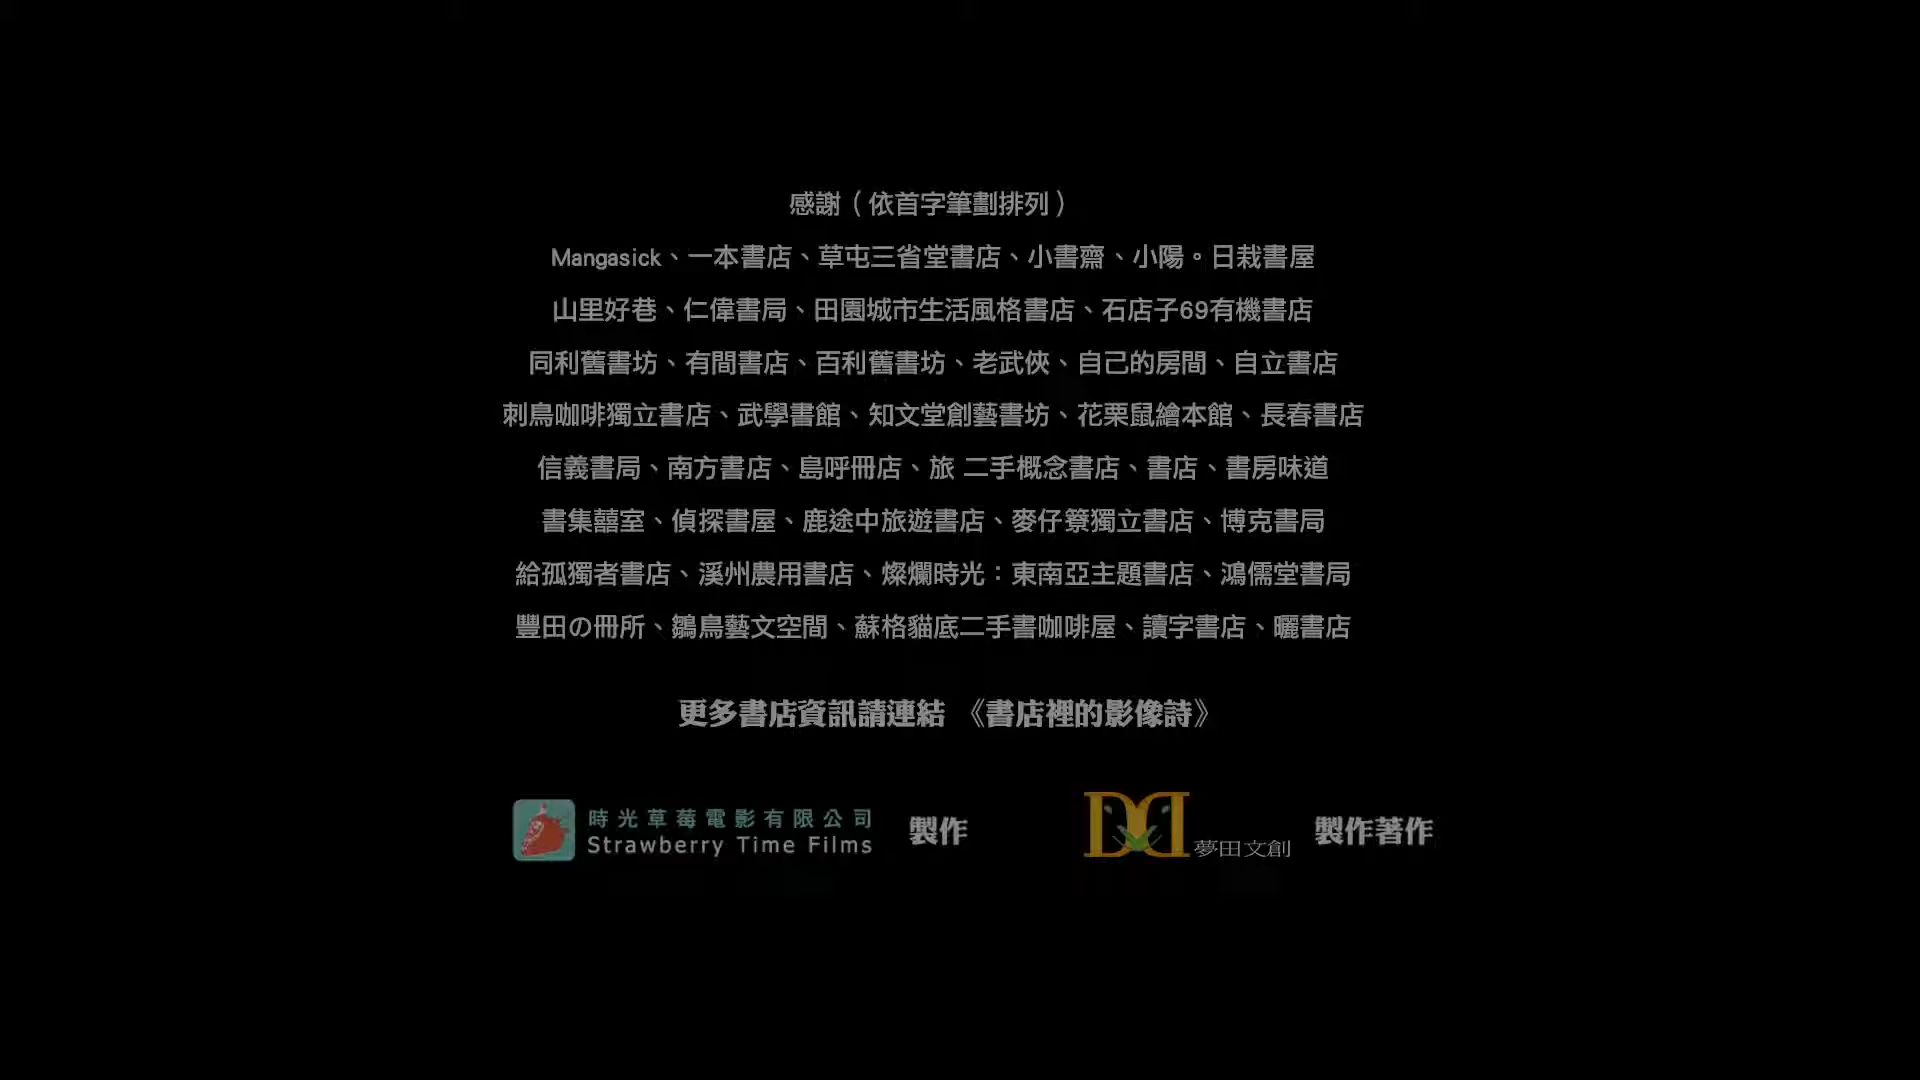 感謝（依首字筆劃排列）
Mangasick、一本書店、草屯三省堂書店、小書齋、小陽。日栽書屋
山里好巷、仁偉書局、田園城市生活風格書店、石店子69有機書店
同利舊書坊、有間書店、百利舊書坊、老武俠、自己的房間、自立書店
刺鳥咖啡獨立書店、武學書館、知文堂創藝書坊、花栗鼠繪本館、長春書店
信義書局、南方書店、島呼冊店、旅 二手概念書店、書店、書房味道
書集囍室、偵探書屋、鹿途中旅遊書店、麥仔簝獨立書店、博克書局
給孤獨者書店、溪州農用書店、燦爛時光：東南亞主題書店、鴻儒堂書局
豐田の冊所、鶵鳥藝文空間、蘇格貓底二手書咖啡屋、讀字書店、曬書店
更多書店資訊請連結 《書店裡的影像詩》
時光草莓電影有限公司
Strawberry Time Films 製作
夢田文創 製作著作